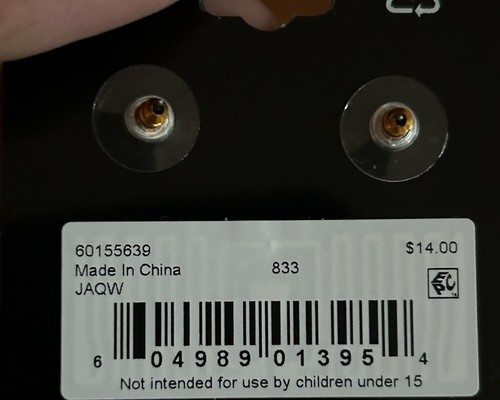 60155639
$14.00
Made In China
833
JAQW
EPC
6 04989 01395 4
Not intended for use by children under 15